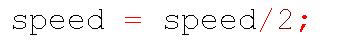 speed = speed/2;